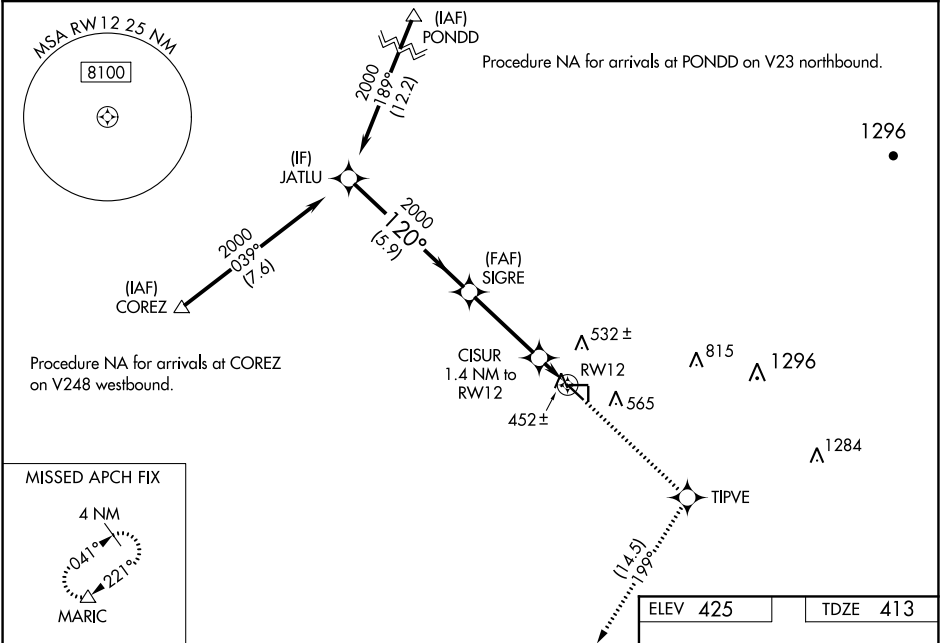 MSA RW12 25 NM
8100
(IAF)
PONDD
2000
189°
(12.2)
Procedure NA for arrivals at PONDD on V23 northbound.
1296
(IF)
JATLU
2000
120°
(5.9)
2000
039°
(7.6)
(IAF)
COREZ
(FAF)
SIGRE
Procedure NA for arrivals at COREZ
on V248 westbound.
CISUR
1.4 NM to
RW12
532 ±
RW12
815
1296
452 ±
565
1284
MISSED APCH FIX
4 NM
041°
221°
MARIC
TIPVE
(14.5)
199°
ELEV 425
TDZE 413